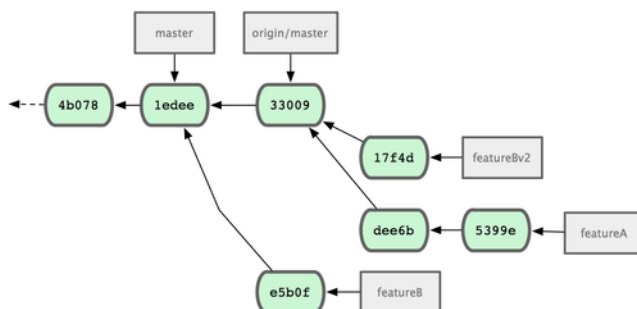 master
origin/master
4b078
1edee
33009
17f4d
featureBv2
dee6b
5399e
featureA
e5b0f
featureB